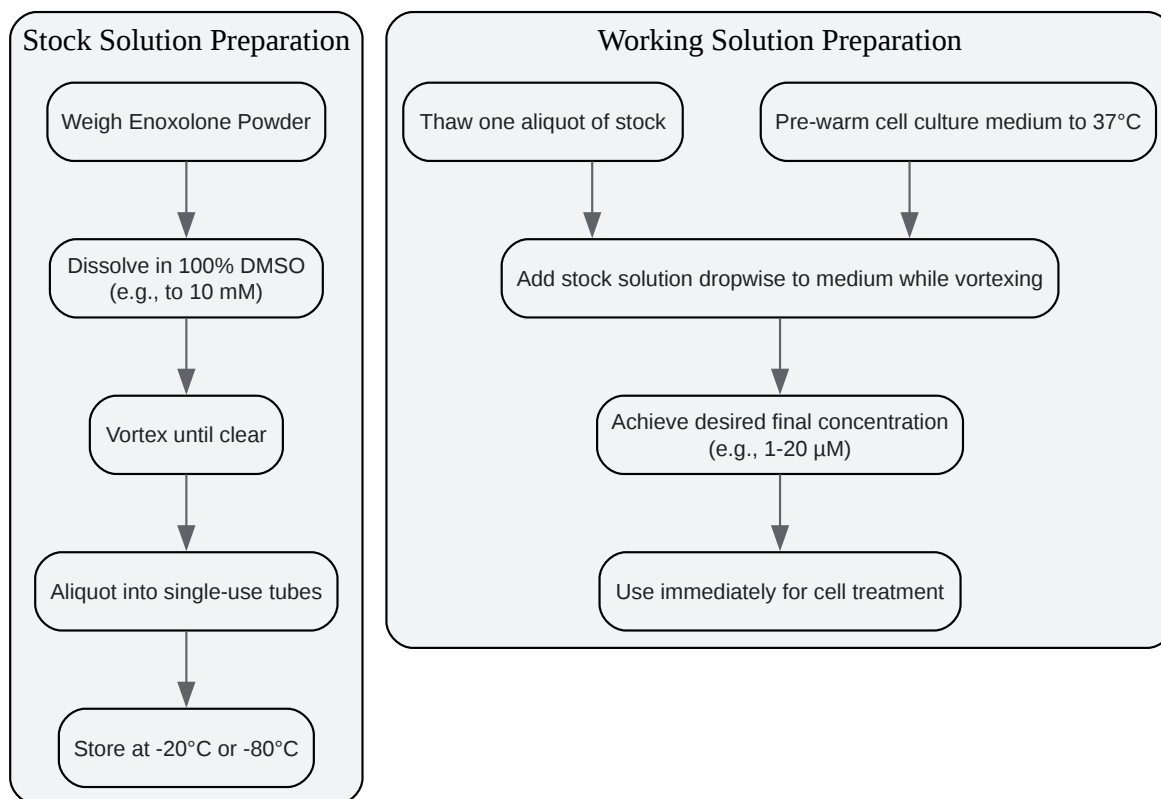 Stock Solution Preparation
Weigh Enoxolone Powder
Dissolve in 100% DMSO
(e.g., to 10 mM)
Vortex until clear
Aliquot into single-use tubes
Store at -20°C or -80°C
Working Solution Preparation
Thaw one aliquot of stock
Pre-warm cell culture medium to 37°C
Add stock solution dropwise to medium while vortexing
Achieve desired final concentration
(e.g., 1-20 µM)
Use immediately for cell treatment